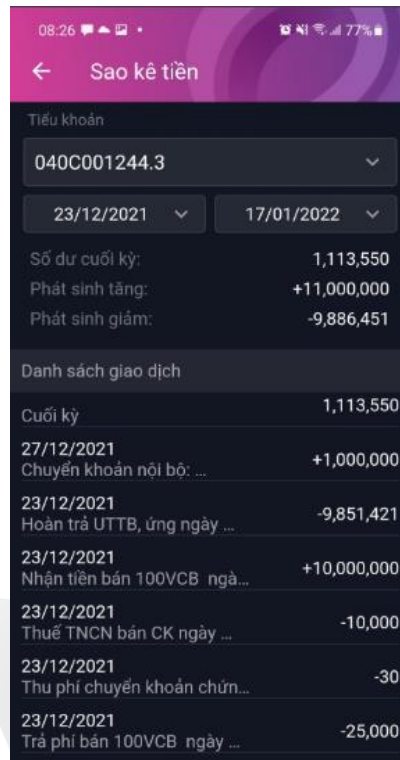 08:26 77%
Sao kê tiền
Tiểu khoản
040C001244.3
23/12/2021 17/01/2022
Số dư cuối kỳ: 1,113,550
Phát sinh tăng: +11,000,000
Phát sinh giảm: -9,886,451
Danh sách giao dịch
Cuối kỳ 1,113,550
27/12/2021
Chuyển khoản nội bộ: ... +1,000,000
23/12/2021
Hoàn trả UTTB, ứng ngày ... -9,851,421
23/12/2021
Nhận tiền bán 100VCB ngà... +10,000,000
23/12/2021
Thuế TNCN bán CK ngày ... -10,000
23/12/2021
Thu phí chuyển khoản chứn... -30
23/12/2021
Trả phí bán 100VCB ngày ... -25,000